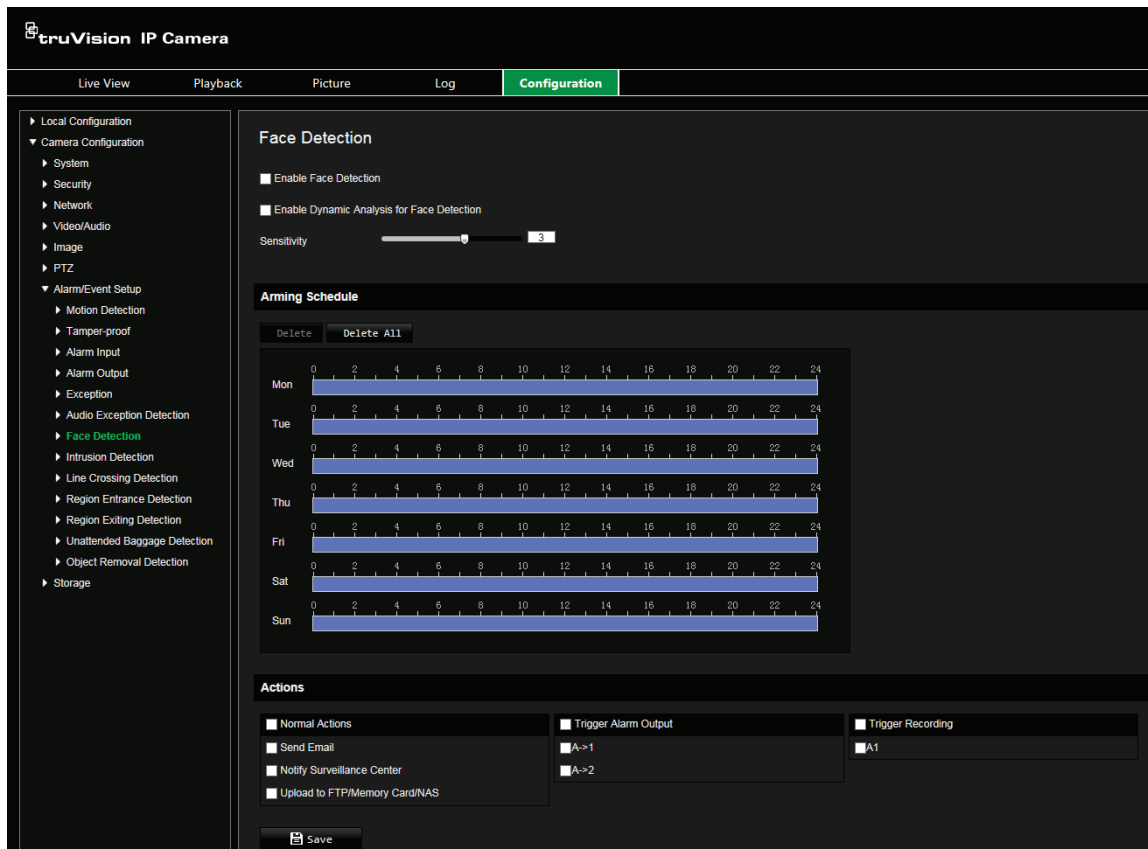 truVision IP Camera
Live View Playback Picture Log Configuration
Local Configuration
Camera Configuration
System
Security
Network
Video/Audio
Image
PTZ
Alarm/Event Setup
Motion Detection
Tamper-proof
Alarm Input
Alarm Output
Exception
Audio Exception Detection
Face Detection
Intrusion Detection
Line Crossing Detection
Region Entrance Detection
Region Exiting Detection
Unattended Baggage Detection
Object Removal Detection
Storage
Face Detection
Enable Face Detection
Enable Dynamic Analysis for Face Detection
Sensitivity 3
Arming Schedule
Delete Delete All
0 2 4 6 8 10 12 14 16 18 20 22 24
Mon
0 2 4 6 8 10 12 14 16 18 20 22 24
Tue
0 2 4 6 8 10 12 14 16 18 20 22 24
Wed
0 2 4 6 8 10 12 14 16 18 20 22 24
Thu
0 2 4 6 8 10 12 14 16 18 20 22 24
Fri
0 2 4 6 8 10 12 14 16 18 20 22 24
Sat
0 2 4 6 8 10 12 14 16 18 20 22 24
Sun
Actions
Normal Actions Trigger Alarm Output Trigger Recording
Send Email A->1 A1
Notify Surveillance Center A->2
Upload to FTP/Memory Card/NAS
Save